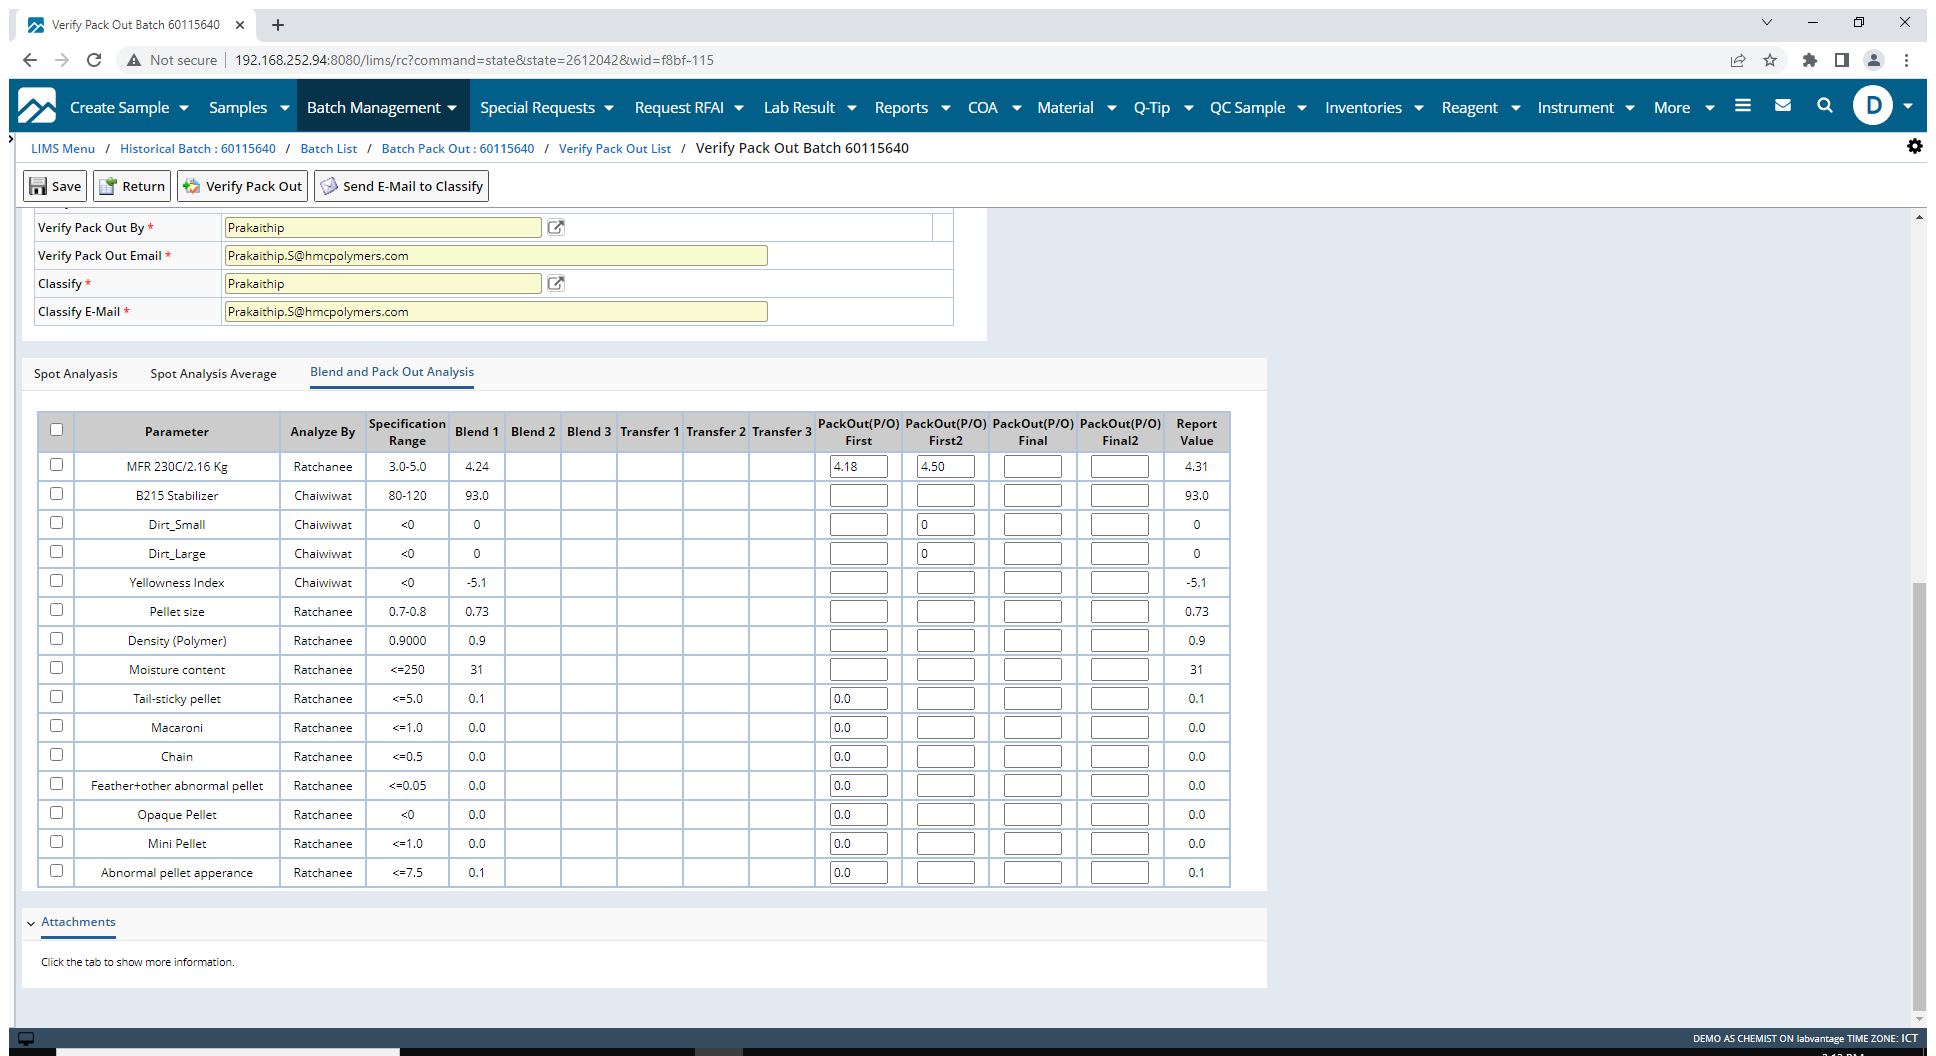 Verify Pack Out Batch 60115640
Not secure 192.168.252.94:8080/lims/rc?command=state&state=2612042&wid=f8bf-115
Create Sample Samples Batch Management Special Requests Request RFAI Lab Result Reports COA Material Q-Tip QC Sample Inventories Reagent Instrument More D
LIMS Menu / Historical Batch : 60115640 / Batch List / Batch Pack Out : 60115640 / Verify Pack Out List / Verify Pack Out Batch 60115640
Save Return Verify Pack Out Send E-Mail to Classify
Verify Pack Out By * Prakaithip
Verify Pack Out Email * Prakaithip.S@hmcpolymers.com
Classify * Prakaithip
Classify E-Mail * Prakaithip.S@hmcpolymers.com
Spot Analyasis Spot Analysis Average Blend and Pack Out Analysis
Parameter Analyze By Specification Range Blend 1 Blend 2 Blend 3 Transfer 1 Transfer 2 Transfer 3 PackOut(P/O) First PackOut(P/O) First2 PackOut(P/O) Final PackOut(P/O) Final2 Report Value
MFR 230C/2.16 Kg Ratchanee 3.0-5.0 4.24 4.18 4.50 4.31
B215 Stabilizer Chaiwiwat 80-120 93.0 93.0
Dirt_Small Chaiwiwat <0 0 0 0
Dirt_Large Chaiwiwat <0 0 0 0
Yellowness Index Chaiwiwat <0 -5.1 -5.1
Pellet size Ratchanee 0.7-0.8 0.73 0.73
Density (Polymer) Ratchanee 0.9000 0.9 0.9
Moisture content Ratchanee <=250 31 31
Tail-sticky pellet Ratchanee <=5.0 0.1 0.0 0.1
Macaroni Ratchanee <=1.0 0.0 0.0 0.0
Chain Ratchanee <=0.5 0.0 0.0 0.0
Feather+other abnormal pellet Ratchanee <=0.05 0.0 0.0 0.0
Opaque Pellet Ratchanee <0 0.0 0.0 0.0
Mini Pellet Ratchanee <=1.0 0.0 0.0 0.0
Abnormal pellet apperance Ratchanee <=7.5 0.1 0.0 0.1
Attachments
Click the tab to show more information.
DEMO AS CHEMIST ON labvantage TIME ZONE: ICT